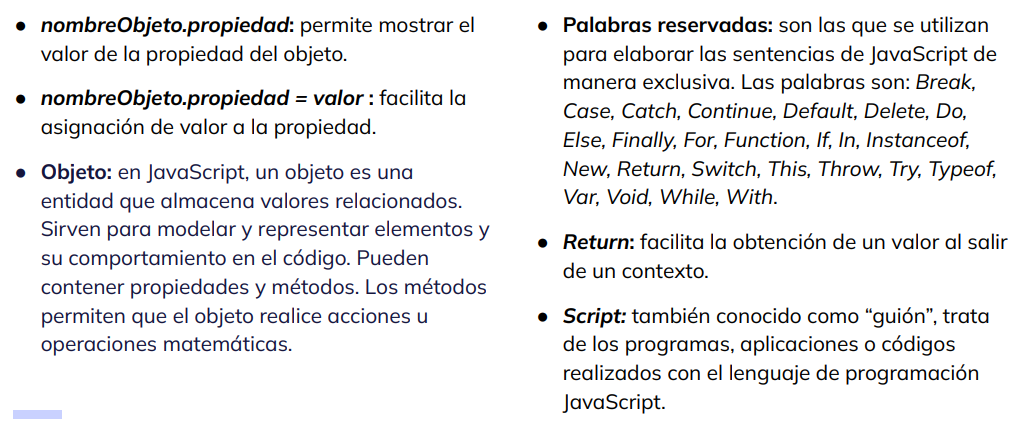 ● nombreObjeto.propiedad: permite mostrar el
valor de la propiedad del objeto.
● nombreObjeto.propiedad = valor : facilita la
asignación de valor a la propiedad.
● Objeto: en JavaScript, un objeto es una
entidad que almacena valores relacionados.
Sirven para modelar y representar elementos y
su comportamiento en el código. Pueden
contener propiedades y métodos. Los métodos
permiten que el objeto realice acciones u
operaciones matemáticas.
● Palabras reservadas: son las que se utilizan
para elaborar las sentencias de JavaScript de
manera exclusiva. Las palabras son: Break,
Case, Catch, Continue, Default, Delete, Do,
Else, Finally, For, Function, If, In, Instanceof,
New, Return, Switch, This, Throw, Try, Typeof,
Var, Void, While, With.
● Return: facilita la obtención de un valor al salir
de un contexto.
● Script: también conocido como “guión”, trata
de los programas, aplicaciones o códigos
realizados con el lenguaje de programación
JavaScript.